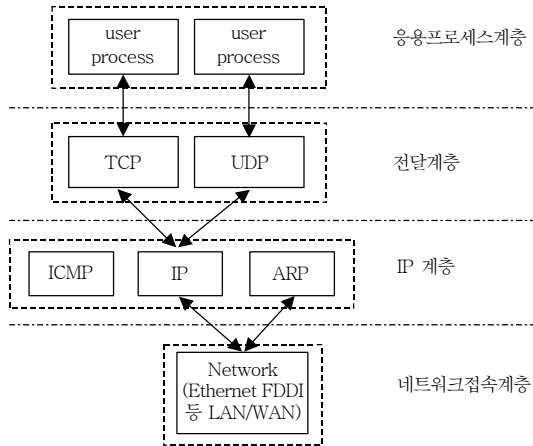 user
process
user
process
응용프로세스계층
TCP
UDP
전달계층
ICMP
IP
ARP
IP 계층
Network
(Ethernet FDDI
등 LAN/WAN)
네트워크접속계층